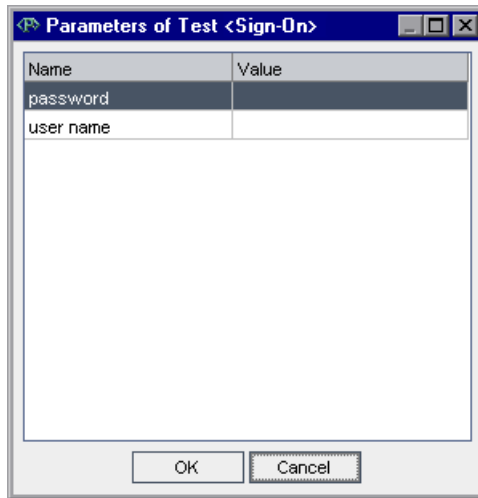 <P> Parameters of Test <Sign-On>
Name Value
password
user name
OK Cancel